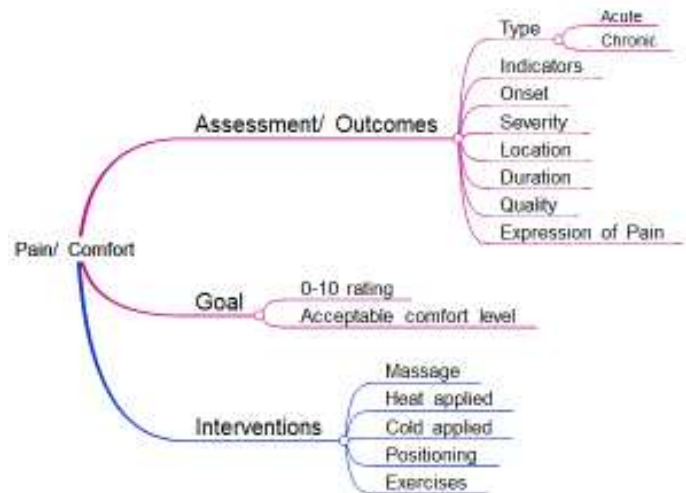 Pain/ Comfort
Assessment/ Outcomes
Type
Acute
Chronic
Indicators
Onset
Severity
Location
Duration
Quality
Expression of Pain
Goal
0-10 rating
Acceptable comfort level
Interventions
Massage
Heat applied
Cold applied
Positioning
Exercises